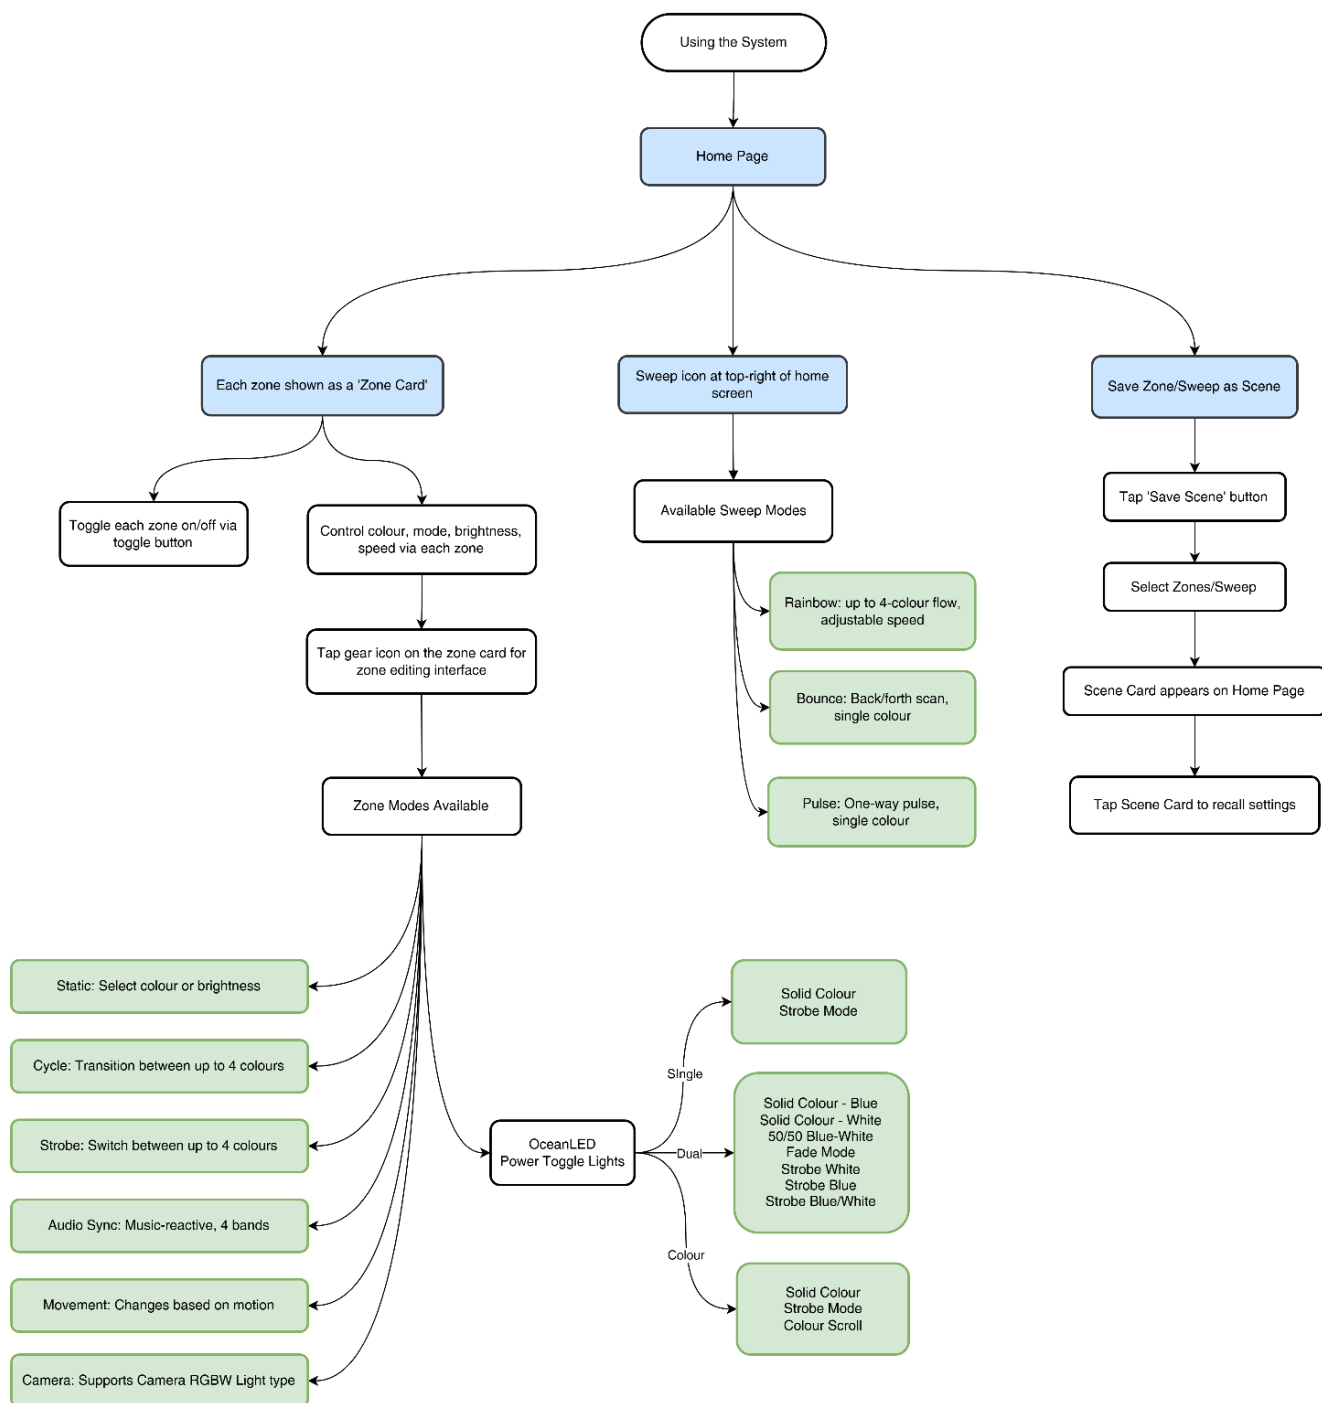 Using the System
Home Page
Each zone shown as a 'Zone Card'
Sweep icon at top-right of home
screen
Save Zone/Sweep as Scene
Toggle each zone on/off via
toggle button
Control colour, mode, brightness,
speed via each zone
Available Sweep Modes
Tap 'Save Scene' button
Select Zones/Sweep
Rainbow: up to 4-colour flow,
adjustable speed
Tap gear icon on the zone card for
zone editing interface
Bounce: Back/forth scan,
single colour
Scene Card appears on Home Page
Zone Modes Available
Pulse: One-way pulse,
single colour
Tap Scene Card to recall settings
Static: Select colour or brightness
Cycle: Transition between up to 4 colours
Strobe: Switch between up to 4 colours
Audio Sync: Music-reactive, 4 bands
Movement: Changes based on motion
Camera: Supports Camera RGBW Light type
OceanLED
Power Toggle Lights
SIngle
Solid Colour
Strobe Mode
Dual
Solid Colour - Blue
Solid Colour - White
50/50 Blue-White
Fade Mode
Strobe White
Strobe Blue
Strobe Blue/White
Colour
Solid Colour
Strobe Mode
Colour Scroll